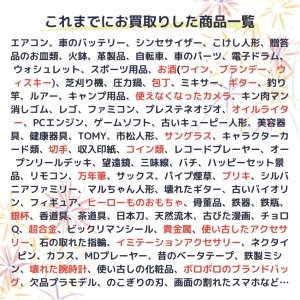 これまでにお買取りした商品一覧
エアコン、車のバッテリー、シンセサイザー、こけし人形、贈答
品のお皿類、火鉢、革製品、自転車、車のパーツ、電子ドラム、
ウォシュレット、スポーツ用品、お酒(ワイン、ブランデー、ウ
ィスキー)、芝刈り機、圧力鍋、包丁、ミキサー、ギター、釣り
竿、ルアー、キャンプ用品、使えなくなったカメラ、キン肉マン
消しゴム、レゴ、ファミコン、プレステネオジオ、オイルライタ
ー、PCエンジン、ゲームソフト、古いキューピー人形、美容器
具、健康器具、TOMY、市松人形、サングラス、キャラクターカー
ド類、切手、収入印紙、コイン類、レコードプレーヤー、オー
プンリールデッキ、望遠鏡、三味線、バチ、ハッピーセット景
品、リモコン、万年筆、サックス、パイプ煙草、ブリキ、シルバ
ニアファミリー、マルちゃん人形、壊れたギター、古いバイオリ
ン、フィギュア、ヒーローものおもちゃ、骨董品、鉄器、鉄瓶、
銀杯、香道具、茶道具、日本刀、天然流木、古びた漫画、チョロ
Q、超合金、ビックリマンシール、貴金属、使い古したアクセサ
リー、石の取れた指輪、イミテーションアクセサリー、ネクタイ
ピン、カフス、MDプレーヤー、昔のベータテープ、鉄製ミシ
ン、壊れた腕時計、使い古しの化粧品、ボロボロのブランドバッ
グ、欠品プラモデル、のこぎりの刃、画面の割れたスマホなど…